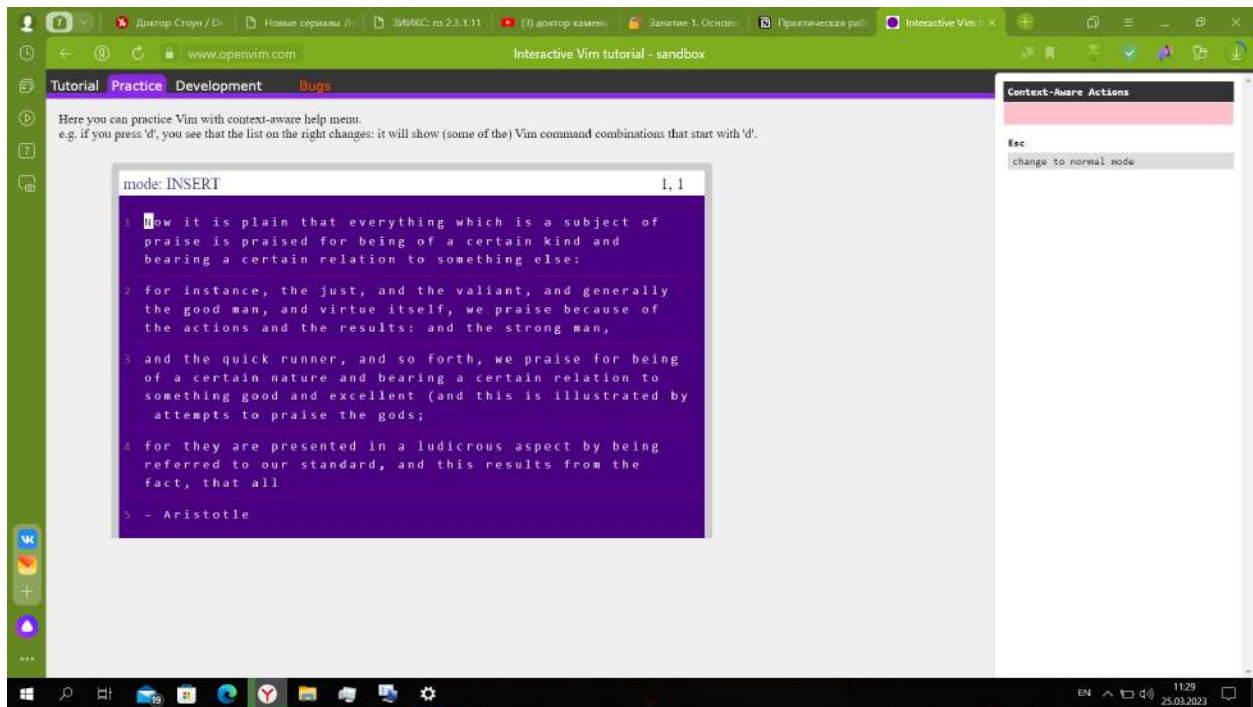 7
Доктор Стоун / Dr
Новые сериалы Л
ЗИИКС: пз 2.3.1.11
(3) доктор камень
Занятие 1. Основ
Практическая раб
Interactive Vim t
www.openvim.com
Interactive Vim tutorial - sandbox
Tutorial Practice Development Bugs
Here you can practice Vim with context-aware help menu.
e.g. if you press 'd', you see that the list on the right changes: it will show (some of the) Vim command combinations that start with 'd'.
mode: INSERT 1, 1
1 Now it is plain that everything which is a subject of
praise is praised for being of a certain kind and
bearing a certain relation to something else:
2 for instance, the just, and the valiant, and generally
the good man, and virtue itself, we praise because of
the actions and the results: and the strong man,
3 and the quick runner, and so forth, we praise for being
of a certain nature and bearing a certain relation to
something good and excellent (and this is illustrated by
attempts to praise the gods;
4 for they are presented in a ludicrous aspect by being
referred to our standard, and this results from the
fact, that all
5 – Aristotle
Context-Aware Actions
Esc
change to normal mode
19
EN
11:29
25.03.2023